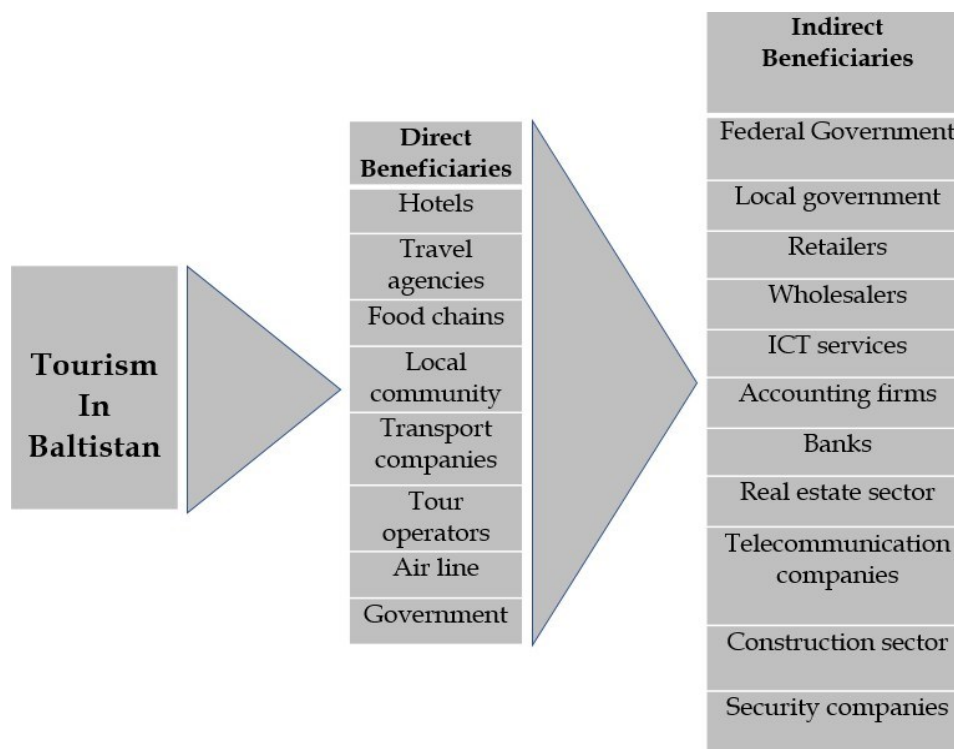 Tourism
In
Baltistan
Direct
Beneficiaries
Hotels
Travel
agencies
Food chains
Local
community
Transport
companies
Tour
operators
Air line
Government
Indirect
Beneficiaries
Federal Government
Local government
Retailers
Wholesalers
ICT services
Accounting firms
Banks
Real estate sector
Telecommunication
companies
Construction sector
Security companies